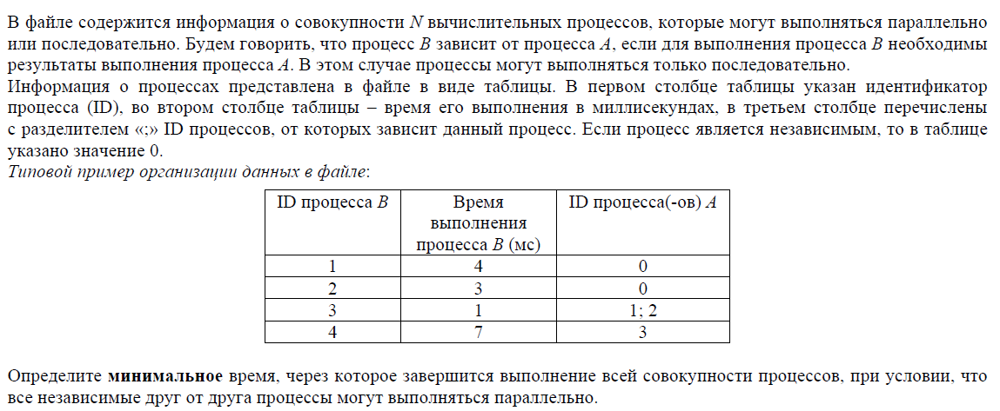 В файле содержится информация о совокупности N вычислительных процессов, которые могут выполняться параллельно
или последовательно. Будем говорить, что процесс B зависит от процесса A, если для выполнения процесса B необходимы
результаты выполнения процесса A. В этом случае процессы могут выполняться только последовательно.
Информация о процессах представлена в файле в виде таблицы. В первом столбце таблицы указан идентификатор
процесса (ID), во втором столбце таблицы – время его выполнения в миллисекундах, в третьем столбце перечислены
с разделителем «;» ID процессов, от которых зависит данный процесс. Если процесс является независимым, то в таблице
указано значение 0.
Типовой пример организации данных в файле:
ID процесса B
Время
выполнения
процесса B (мс)
ID процесса(-ов) A
1 4 0
2 3 0
3 1 1; 2
4 7 3
Определите минимальное время, через которое завершится выполнение всей совокупности процессов, при условии, что
все независимые друг от друга процессы могут выполняться параллельно.